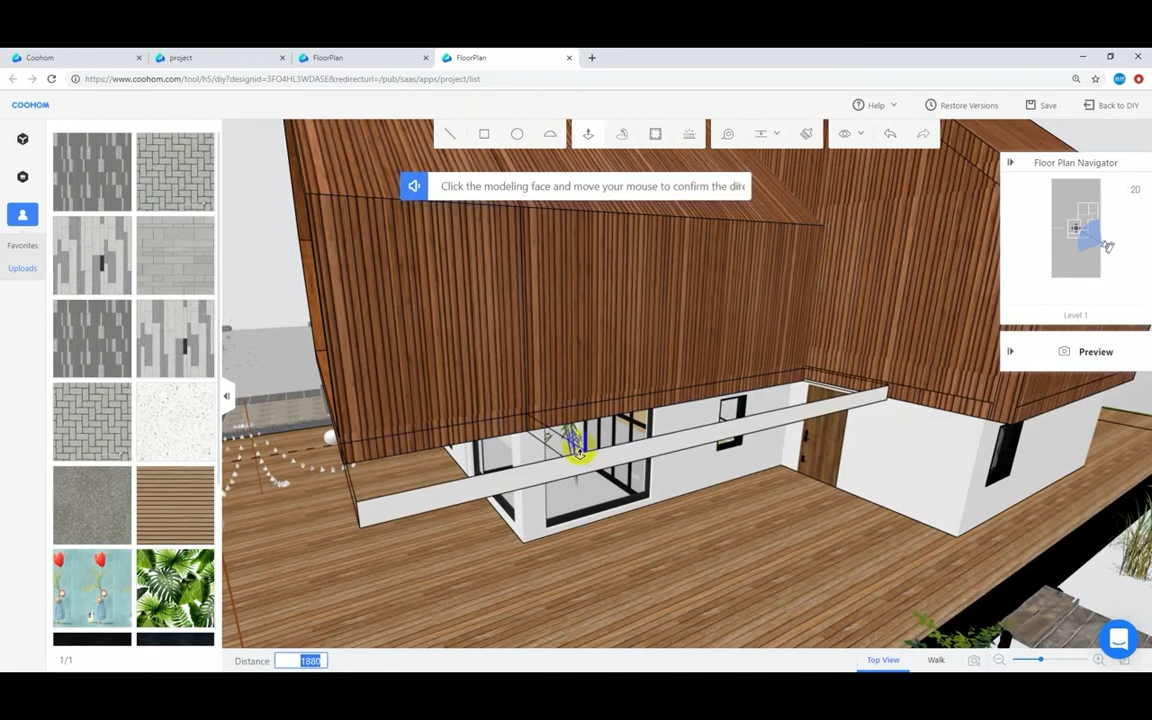 Coohom
project
FloorPlan
FloorPlan
https://www.coohom.com/tool/h5/diy?designid=3FO4HL3WDASE&redirecturl=/pub/saas/apps/project/list
COOHOM
Help
Restore Versions
Save
Back to DIY
Click the modeling face and move your mouse to confirm the dire
Floor Plan Navigator
2D
Favorites
Uploads
Level 1
Preview
1/1
Distance
1880
Top View
Walk